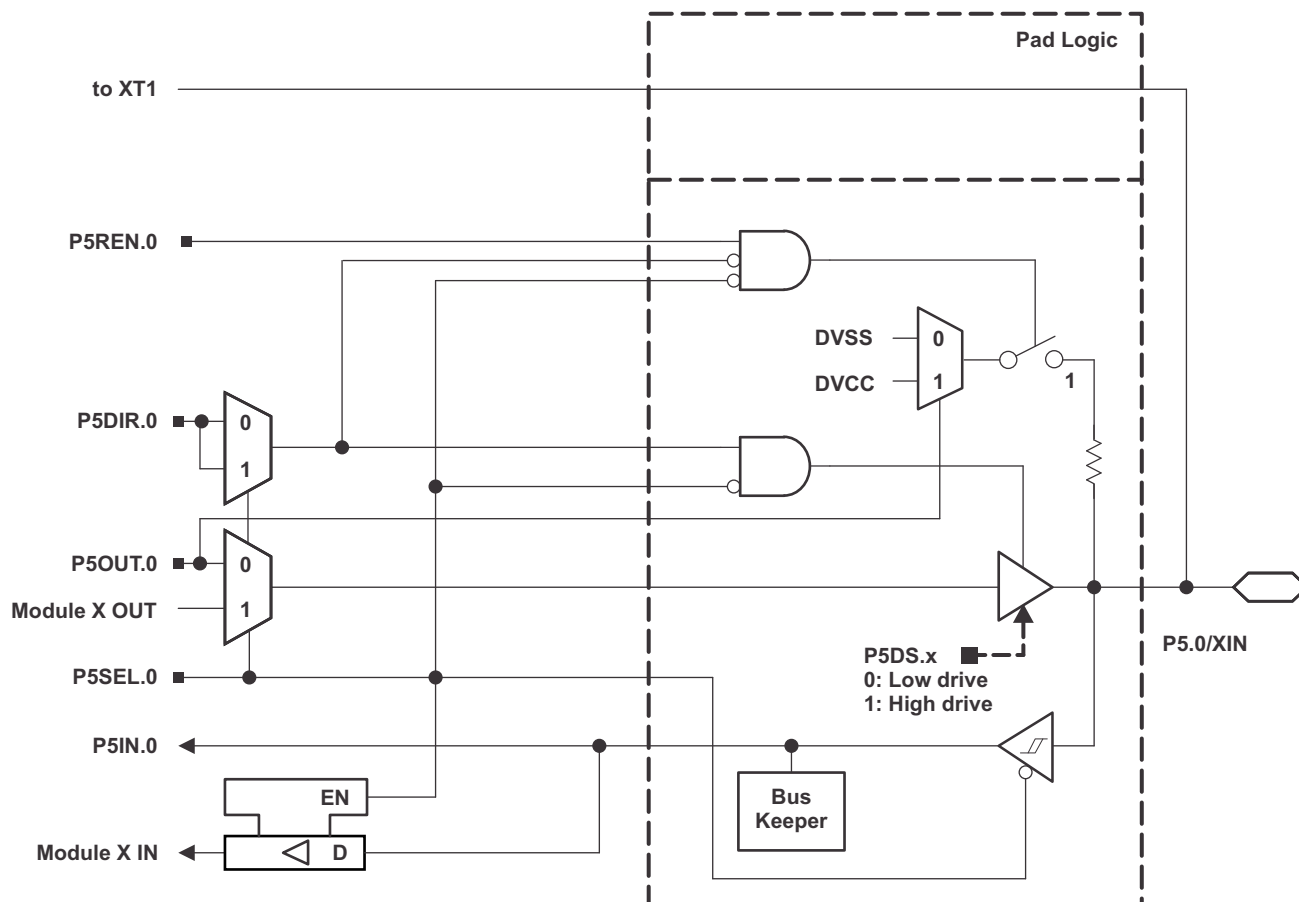 Pad Logic
to XT1
P5REN.0
DVSS
0
DVCC
1
1
P5DIR.0
0
1
P5OUT.0
0
Module X OUT
1
P5DS.x
0: Low drive
1: High drive
P5.0/XIN
P5SEL.0
P5IN.0
Bus
Keeper
EN
Module X IN
D